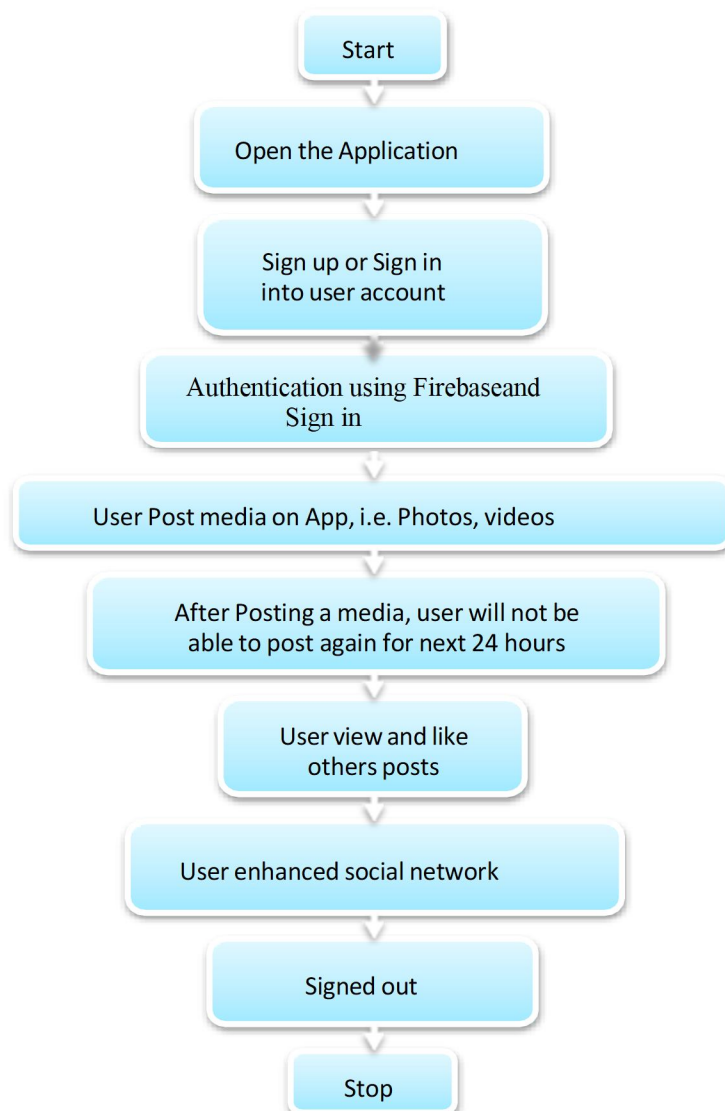 Start
Open the Application
Sign up or Sign in
into user account
Authentication using Firebaseand
Sign in
User Post media on App, i.e. Photos, videos
After Posting a media, user will not be
able to post again for next 24 hours
User view and like
others posts
User enhanced social network
Signed out
Stop